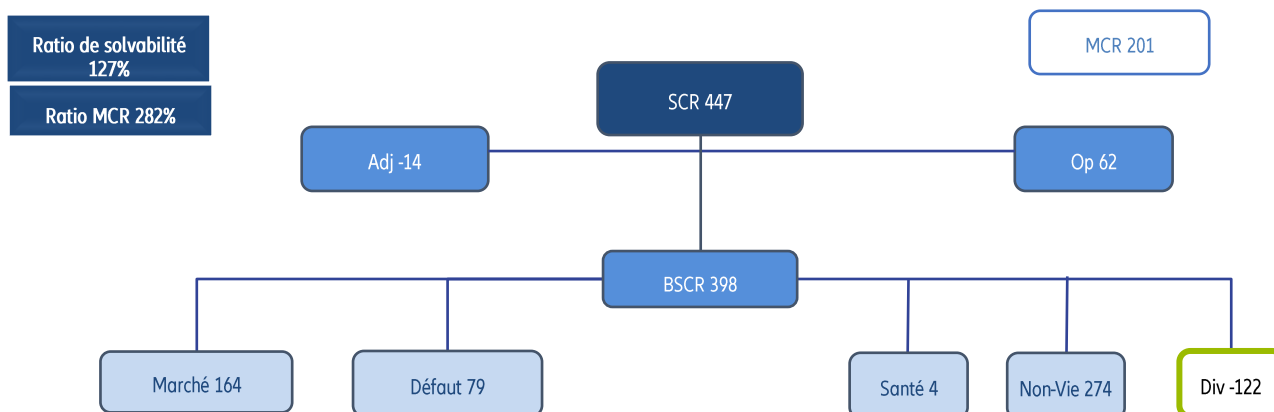 Ratio de solvabilité
127%
Ratio MCR 282%
MCR 201
SCR 447
Adj -14
Op 62
BSCR 398
Marché 164
Défaut 79
Santé 4
Non-Vie 274
Div -122